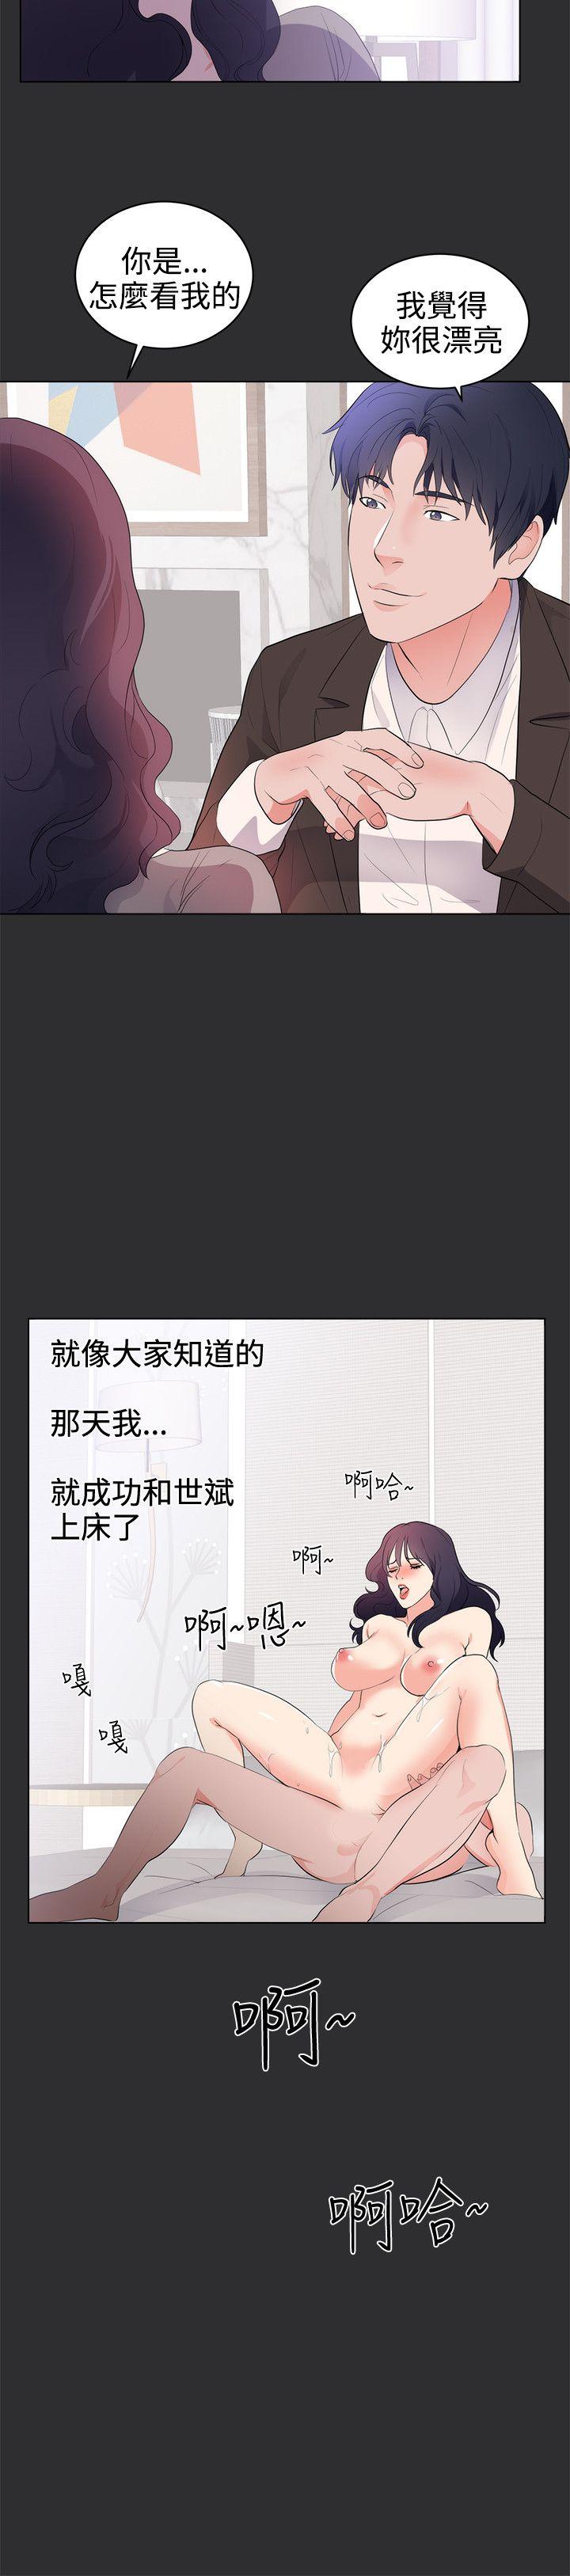 你是...
怎麼看我的
我覺得
妳很漂亮
就像大家知道的
那天我...
就成功和世斌
上床了
啊哈~
啊~
啊~嗯~
嘎
嘎
啊~
啊哈~